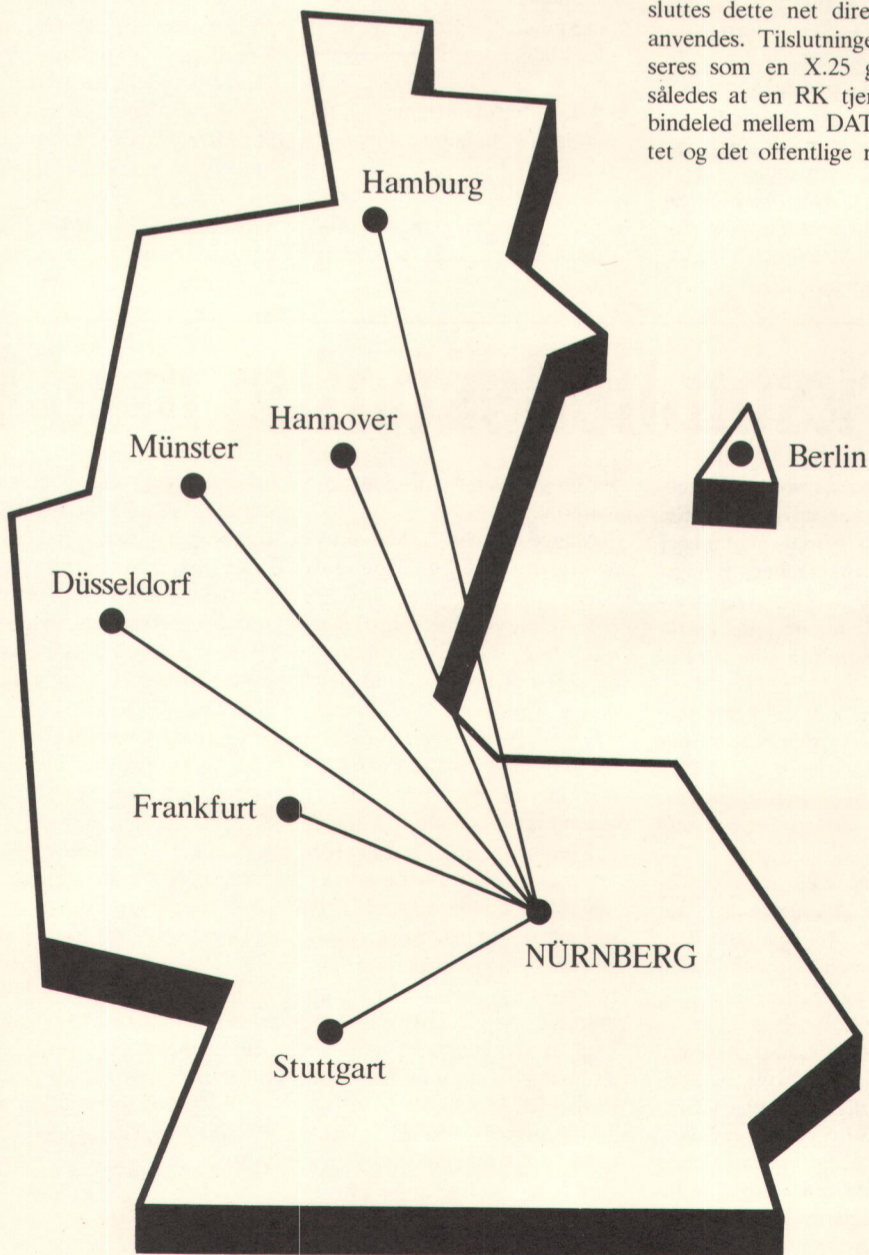 sluttes dette net dire
anvendes. Tilslutninge
seres som en X.25 g
således at en RK tjer
bindeled mellem DAT
tet og det offentlige r
Hamburg
Hannover
Münster
Berlin
Düsseldorf
Frankfurt
NÜRNBERG
Stuttgart